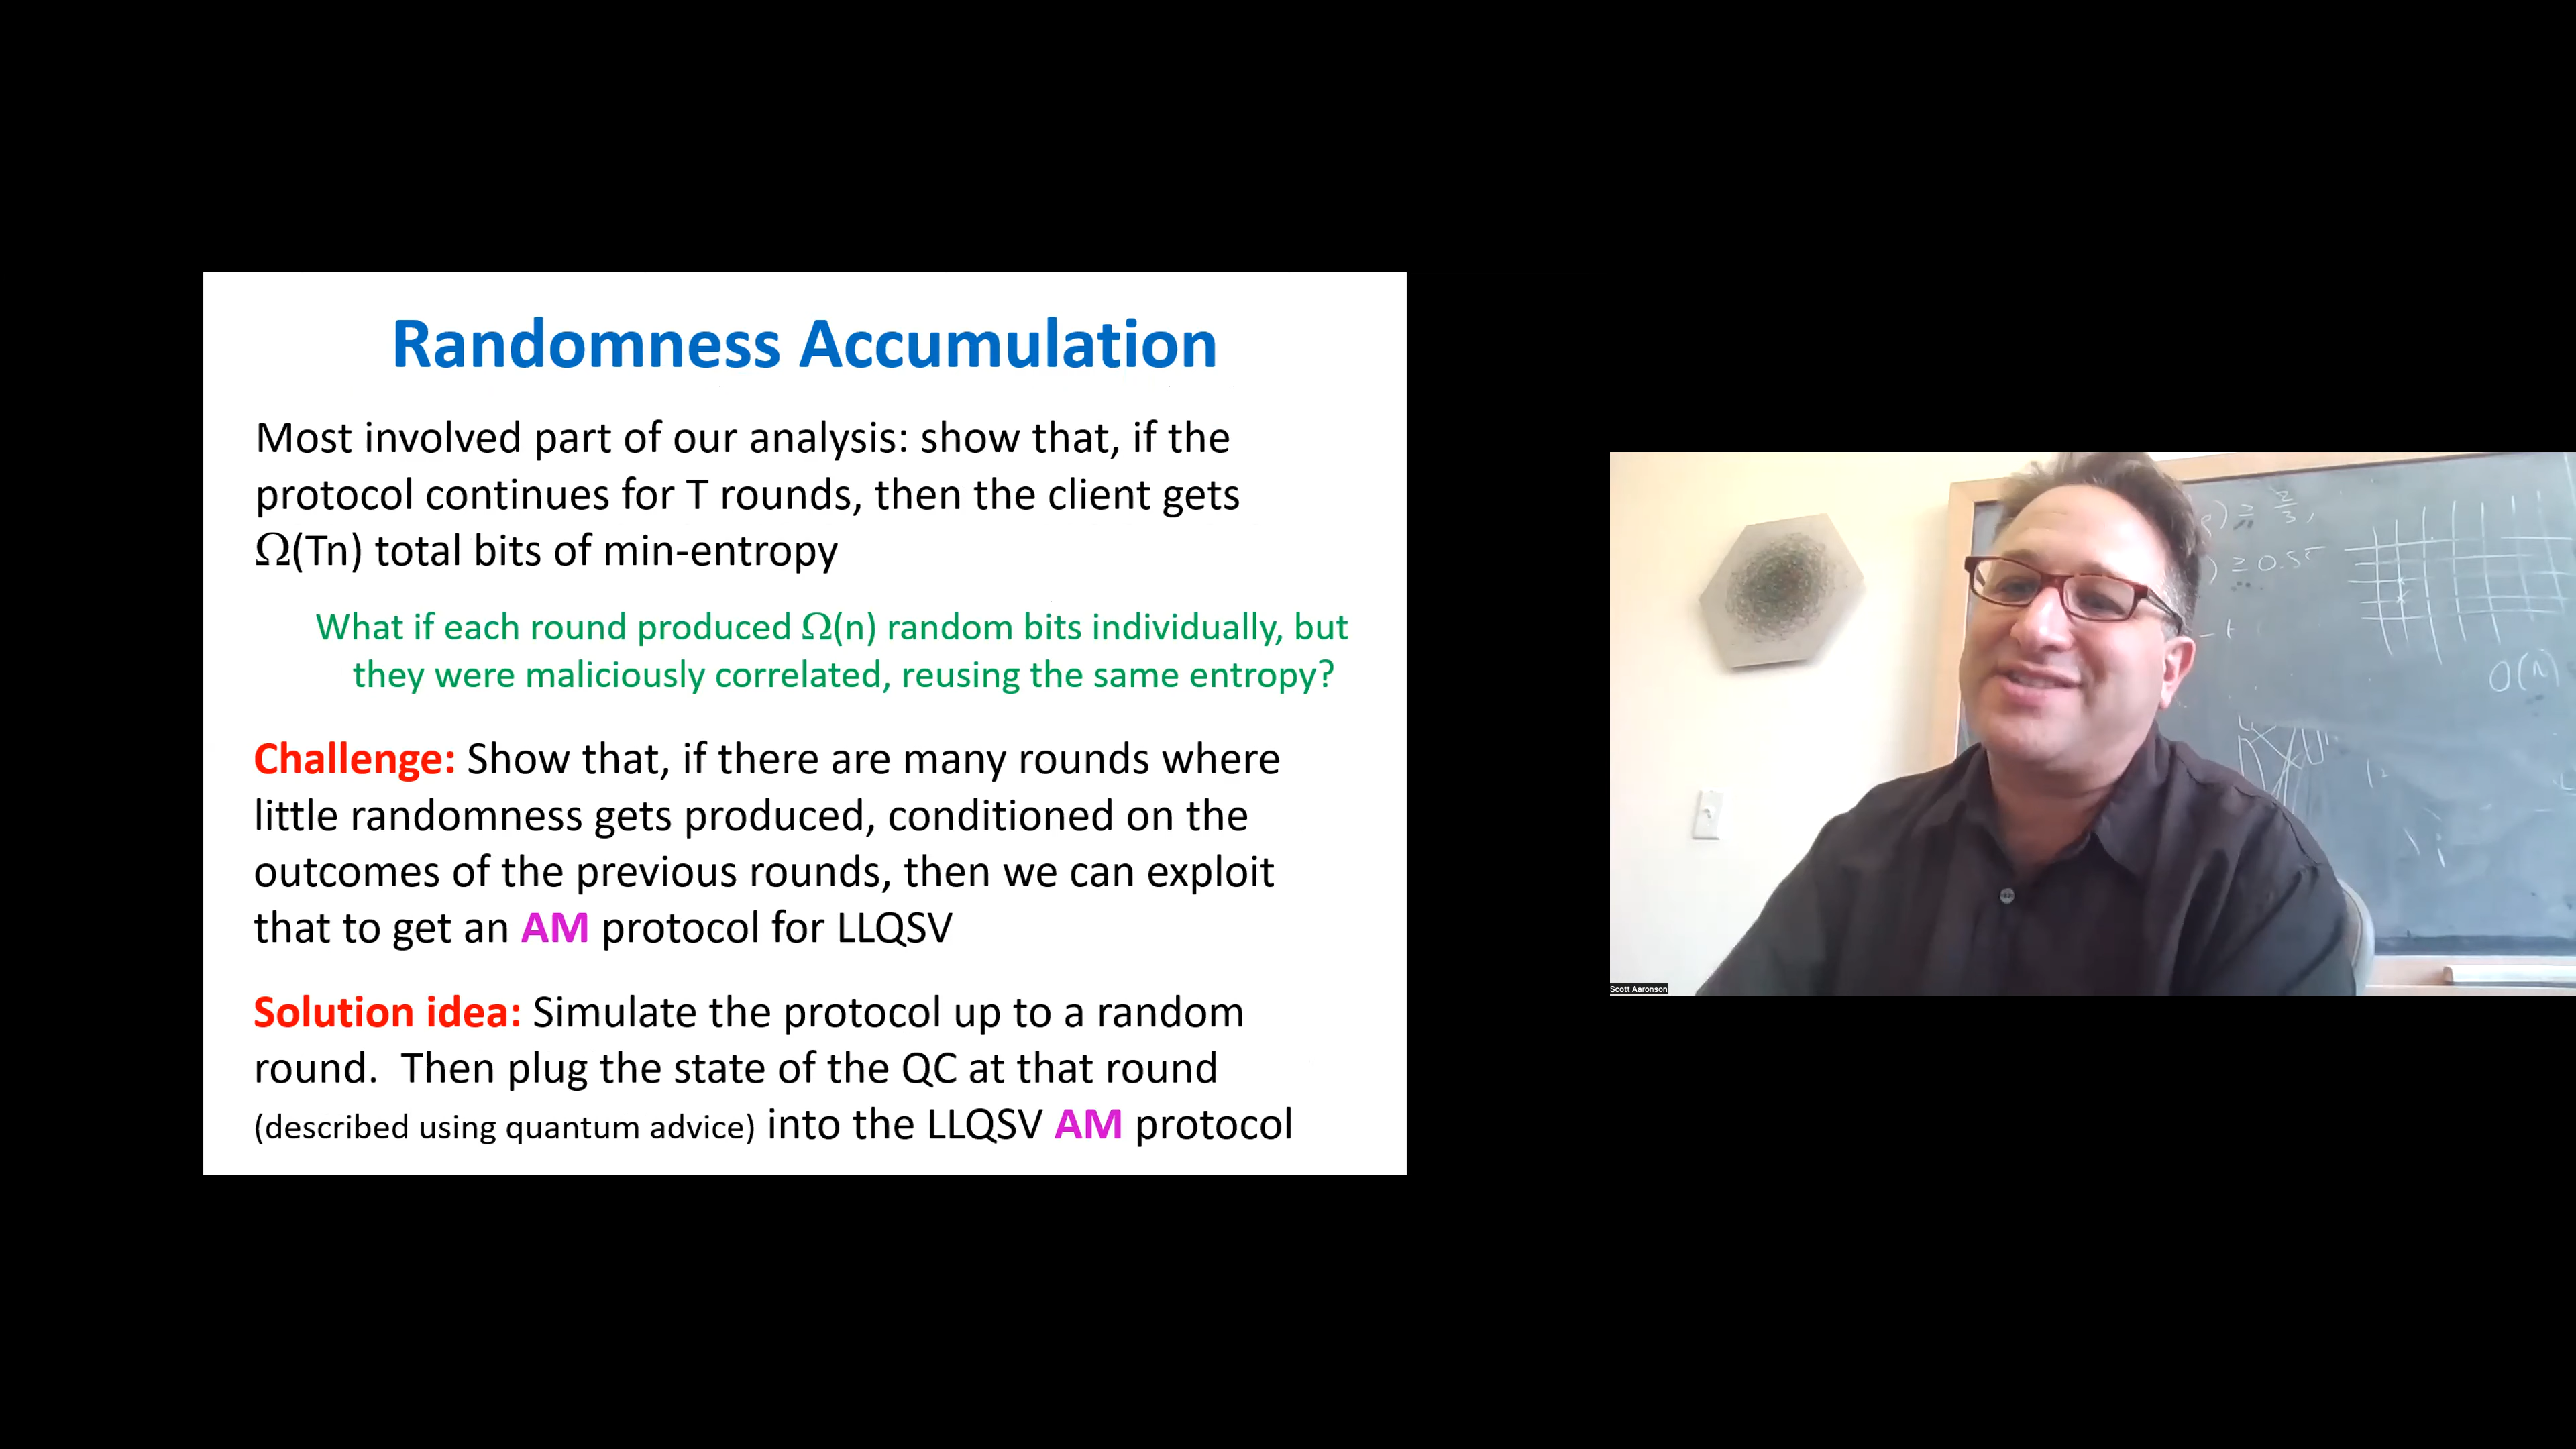 Randomness Accumulation
Most involved part of our analysis: show that, if the
protocol continues for T rounds, then the client gets
Ω(Tn) total bits of min-entropy
What if each round produced Ω(n) random bits individually, but
they were maliciously correlated, reusing the same entropy?
Challenge: Show that, if there are many rounds where
little randomness gets produced, conditioned on the
outcomes of the previous rounds, then we can exploit
that to get an AM protocol for LLQSV
Solution idea: Simulate the protocol up to a random
round. Then plug the state of the QC at that round
(described using quantum advice) into the LLQSV AM protocol
) ≥ 2/3,
) ≥ 0.55
O(n)
Scott Aaronson